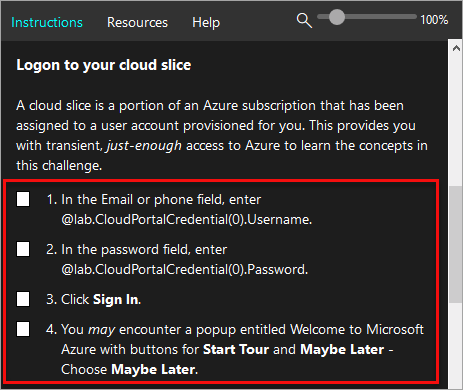 Instructions Resources Help 100%
Logon to your cloud slice
A cloud slice is a portion of an Azure subscription that has been
assigned to a user account provisioned for you. This provides you
with transient, just-enough access to Azure to learn the concepts in
this challenge.
1. In the Email or phone field, enter
@lab.CloudPortalCredential(0).Username.
2. In the password field, enter
@lab.CloudPortalCredential(0).Password.
3. Click Sign In.
4. You may encounter a popup entitled Welcome to Microsoft
Azure with buttons for Start Tour and Maybe Later -
Choose Maybe Later.